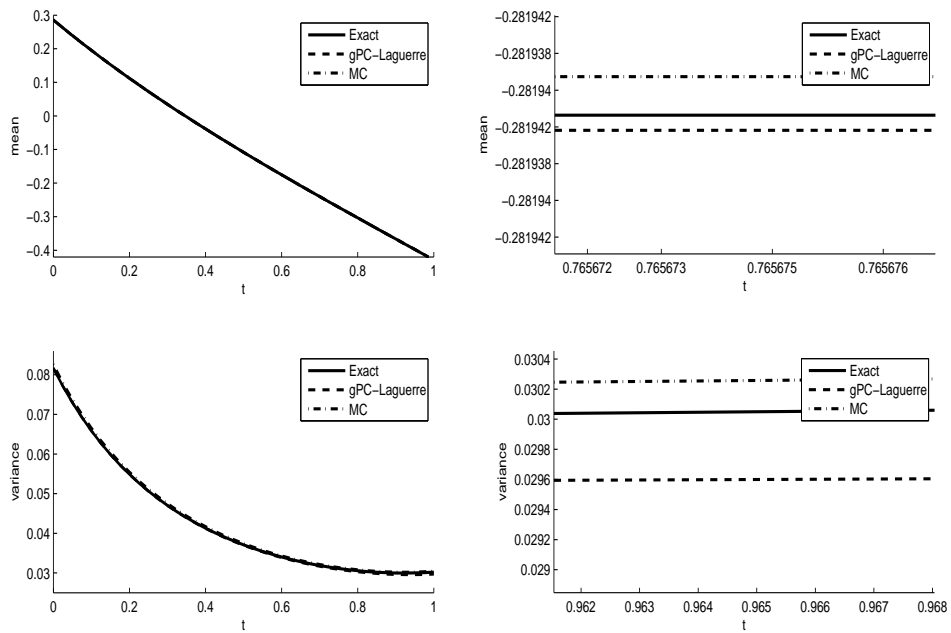 0.3
0.2
0.1
0
−0.1
−0.2
−0.3
−0.4
mean
0
0.2
0.4
0.6
0.8
1
t
Exact
gPC−Laguerre
MC
−0.281942
−0.281938
−0.28194
−0.281942
−0.281938
−0.28194
−0.281942
mean
0.765672
0.765673
0.765675
0.765676
t
Exact
gPC−Laguerre
MC
0.08
0.07
0.06
0.05
0.04
0.03
variance
0
0.2
0.4
0.6
0.8
1
t
Exact
gPC−Laguerre
MC
0.0304
0.0302
0.03
0.0298
0.0296
0.0294
0.0292
0.029
variance
0.962
0.963
0.964
0.965
0.966
0.967
0.968
t
Exact
gPC−Laguerre
MC